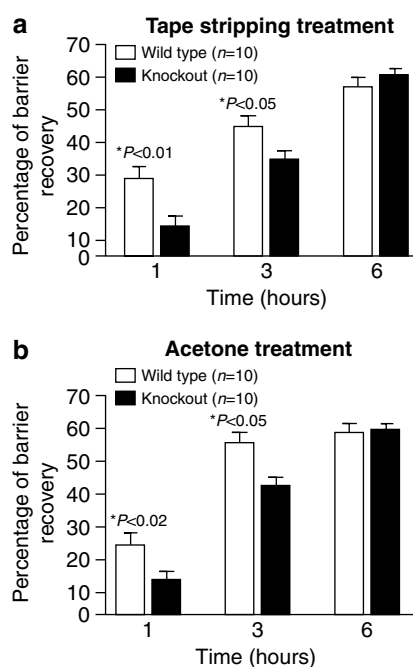 a
Tape stripping treatment
Wild type (n=10)
Knockout (n=10)
Percentage of barrier
recovery
70
60
50
40
30
20
10
0
*P<0.01
*P<0.05
1 3 6
Time (hours)
b
Acetone treatment
Wild type (n=10)
Knockout (n=10)
Percentage of barrier
recovery
70
60
50
40
30
20
10
0
*P<0.02
*P<0.05
1 3 6
Time (hours)